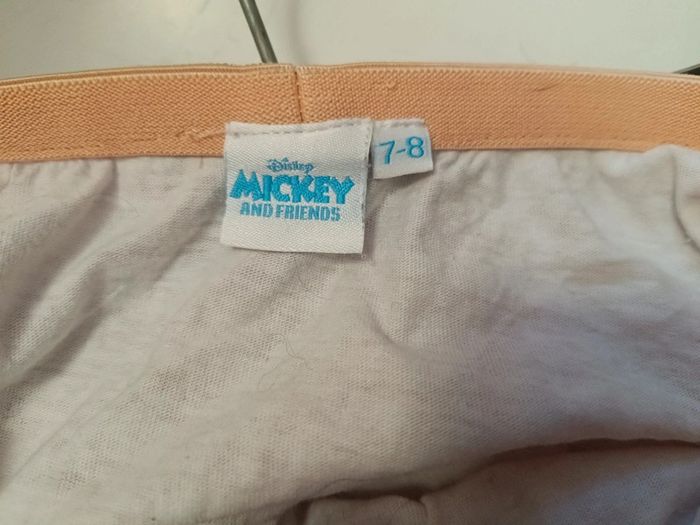 Disney
MICKEY
AND FRIENDS
7-8